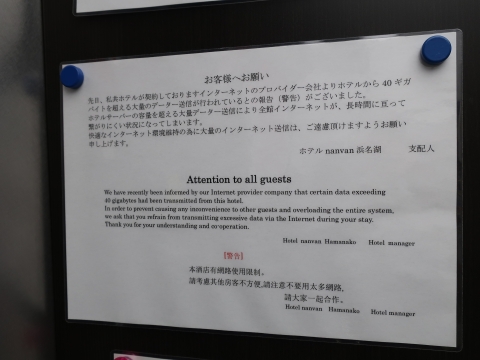 お客様へお願い
先日、私共ホテルが契約しておりますインターネットのプロバイダー会社よりホテルから40ギガ
バイトを超える大量のデーター送信が行われているとの報告（警告）がございました。
ホテルサーバーの容量を超える大量データー送信により全館インターネットが、長時間に亘って
繋がりにくい状況になってしまいます。
快適なインターネット環境維持の為に大量のインターネット送信は、ご遠慮頂けますようお願い
申し上げます。
ホテル nanvan 浜名湖 支配人
Attention to all guests
We have recently been informed by our Internet provider company that certain data exceeding
40 gigabytes had been transmitted from this hotel.
In order to prevent causing any inconvenience to other guests and overloading the entire system,
we ask that you refrain from transmitting excessive data via the Internet during your stay.
Thank you for your understanding and co-operation.
Hotel nanvan Hamanako Hotel manager
【警告】
本酒店有網路使用限制。
請考慮其他房客不方便,請注意不要用太多網路,
請大家一起合作。
Hotel nanvan Hamanako Hotel manager